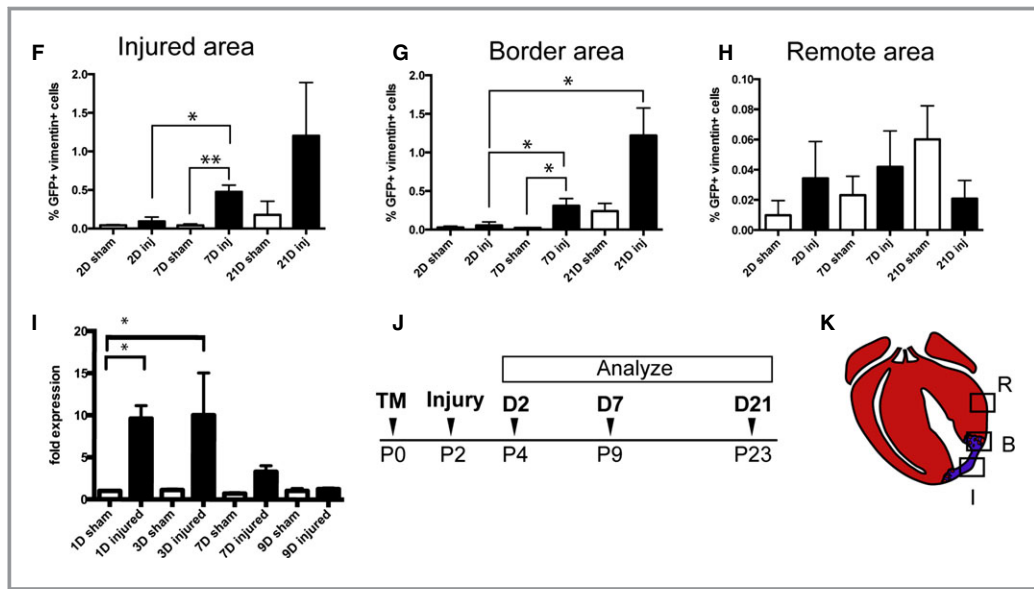 F Injured area
% GFP+ vimentin+ cells
2.0
1.5
1.0
0.5
0.0
*
**
2D sham
2D inj
7D sham
7D inj
21D sham
21D inj
G Border area
% GFP+ vimentin+ cells
2.0
1.5
1.0
0.5
0.0
*
*
*
2D sham
2D inj
7D sham
7D inj
21D sham
21D inj
H Remote area
% GFP+ vimentin+ cells
0.10
0.08
0.06
0.04
0.02
0.00
2D sham
2D inj
7D sham
7D inj
21D sham
21D inj
I
fold expression
20
15
10
5
0
*
*
1D sham
1D injured
3D sham
3D injured
7D sham
7D injured
9D sham
9D injured
J
Analyze
TM Injury D2 D7 D21
P0 P2 P4 P9 P23
K
R
B
I